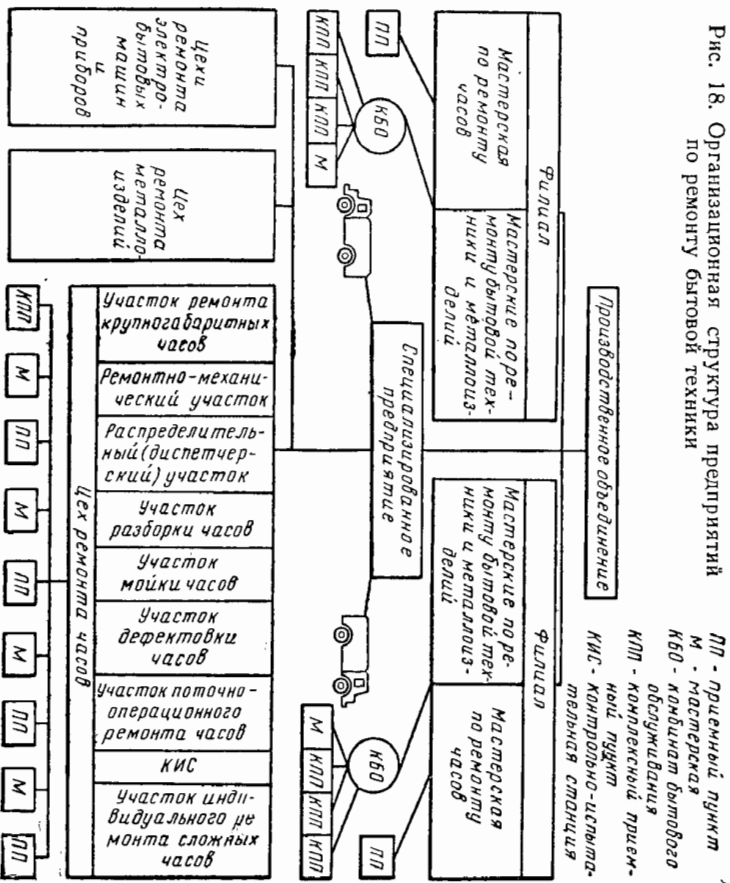 Рис. 18. Организационная структура предприятий
по ремонту бытовой техники
ПП - приемный пункт
М - мастерская
КБО - комбинат бытового
обслуживания
КПП - комплексный прием-
ный пункт
КИС - контрольно-испыта-
тельная станция
Производственное объединение
Филиал
Мастерская
по ремонту
часов
Мастерские по ре-
монту бытовой тех-
ники и металлоиз-
делий
Филиал
Мастерские по ре-
монту бытовой тех-
ники и металлоиз-
делий
Мастерская
по ремонту
часов
ПП
КБО
КПП
КПП
КПП
М
Специализированное
предприятие
КБО
М
КПП
КПП
КПП
ПП
Цехи
ремонта
электро-
бытовых
машин
и
приборов
Цех
ремонта
металло-
изделий
Цех ремонта часов
Участок ремонта
крупногабаритных
часов
Ремонтно-механи-
ческий участок
Распределитель-
ный (диспетчер-
ский) участок
Участок
разборки часов
Участок
мойки часов
Участок
дефектовки
часов
Участок поточно-
операционного
ремонта часов
КИС
Участок инди-
видуального ре
монта сложных
часов
КПП
М
ПП
М
ПП
М
ПП
М
ПП